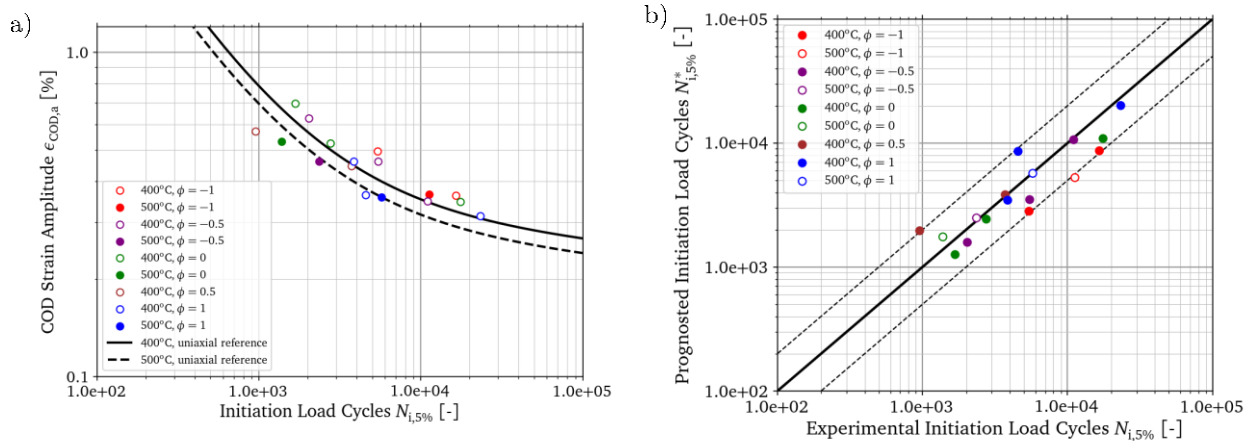 a)
COD Strain Amplitude ϵCOD,a [%]
1.0
0.1
400°C, ϕ = −1
500°C, ϕ = −1
400°C, ϕ = −0.5
500°C, ϕ = −0.5
400°C, ϕ = 0
500°C, ϕ = 0
400°C, ϕ = 0.5
400°C, ϕ = 1
500°C, ϕ = 1
400°C, uniaxial reference
500°C, uniaxial reference
1.0e+02 1.0e+03 1.0e+04 1.0e+05
Initiation Load Cycles Ni,5% [-]
b)
Prognosted Initiation Load Cycles N*i,5% [-]
1.0e+05
1.0e+04
1.0e+03
1.0e+02
400°C, ϕ = −1
500°C, ϕ = −1
400°C, ϕ = −0.5
500°C, ϕ = −0.5
400°C, ϕ = 0
500°C, ϕ = 0
400°C, ϕ = 0.5
400°C, ϕ = 1
500°C, ϕ = 1
1.0e+02 1.0e+03 1.0e+04 1.0e+05
Experimental Initiation Load Cycles Ni,5% [-]